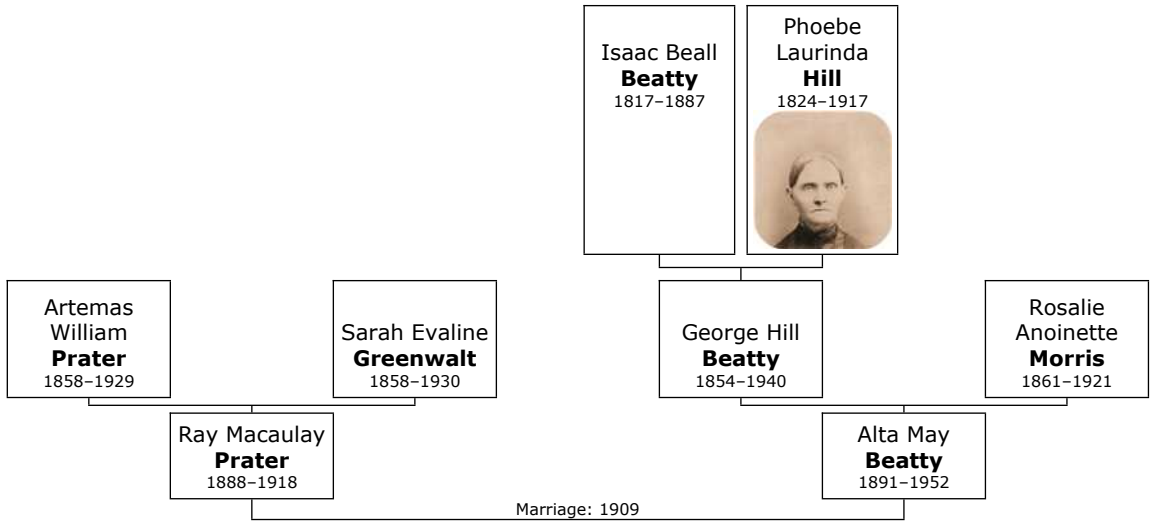 Isaac Beall
Beatty
1817–1887
Phoebe
Laurinda
Hill
1824–1917
Artemas
William
Prater
1858–1929
Sarah Evaline
Greenwalt
1858–1930
George Hill
Beatty
1854–1940
Rosalie
Anoinette
Morris
1861–1921
Ray Macaulay
Prater
1888–1918
Alta May
Beatty
1891–1952
Marriage: 1909